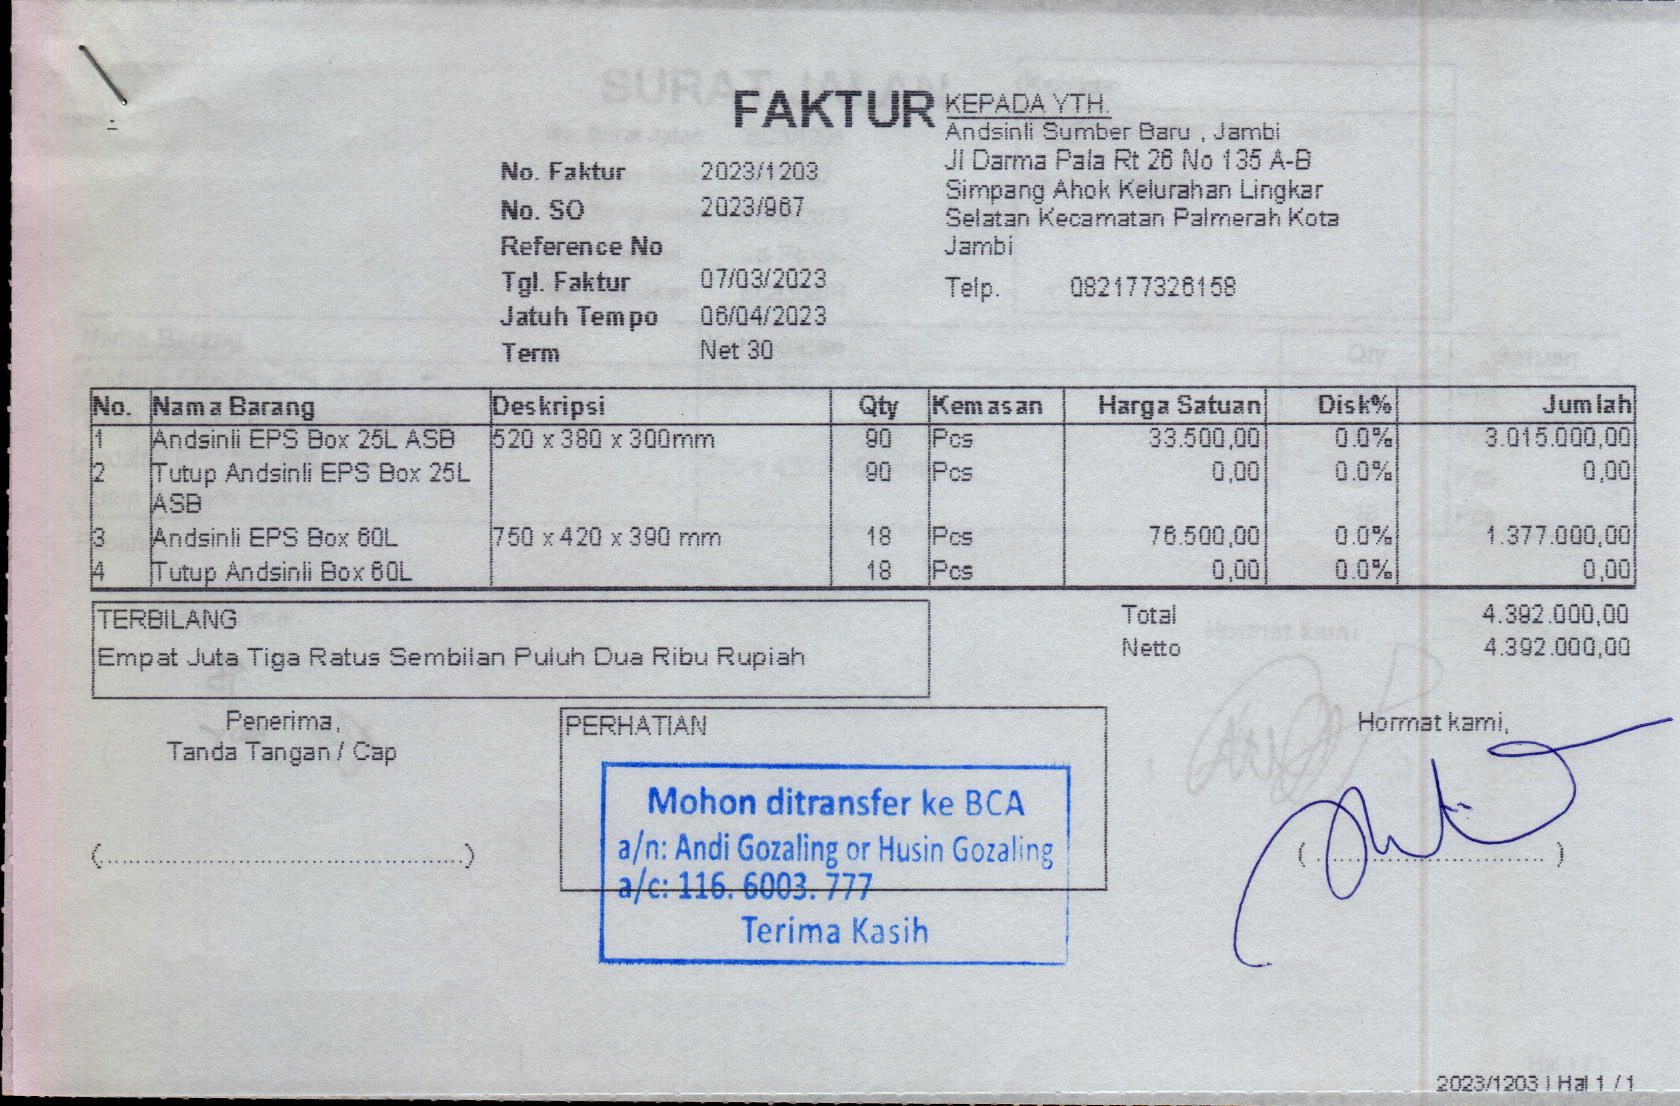 FAKTUR
No. Faktur 2023/1203
No. SO 2023/967
Reference No
Tgl. Faktur 07/03/2023
Jatuh Tempo 06/04/2023
Term Net 30
KEPADA YTH.
Andsinli Sumber Baru , Jambi
Jl Darma Pala Rt 26 No 135 A-B
Simpang Ahok Kelurahan Lingkar
Selatan Kecamatan Palmerah Kota
Jambi
Telp. 082177326158
No. Nama Barang Deskripsi Qty Kemasan Harga Satuan Disk% Jumlah
1 Andsinli EPS Box 25L ASB 520 x 380 x 300mm 90 Pcs 33.500,00 0.0% 3.015.000,00
2 Tutup Andsinli EPS Box 25L 90 Pcs 0,00 0.0% 0,00
ASB
3 Andsinli EPS Box 60L 750 x 420 x 390 mm 18 Pcs 76.500,00 0.0% 1.377.000,00
4 Tutup Andsinli Box 60L 18 Pcs 0,00 0.0% 0,00
TERBILANG
Empat Juta Tiga Ratus Sembilan Puluh Dua Ribu Rupiah
Total 4.392.000,00
Netto 4.392.000,00
Penerima,
Tanda Tangan / Cap
PERHATIAN
Mohon ditransfer ke BCA
a/n: Andi Gozaling or Husin Gozaling
a/c: 116. 6003. 777
Terima Kasih
Hormat kami,
2023/1203 | Hal 1 / 1